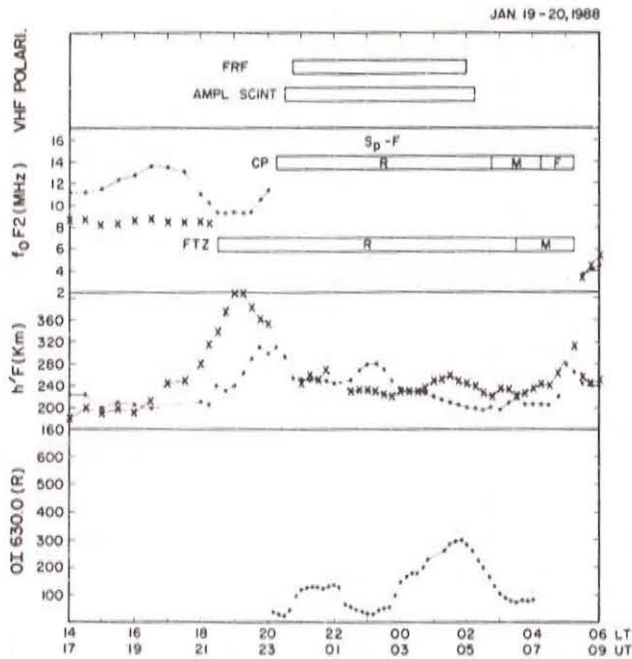 JAN. 19-20, 1988
VHF POLARI.
FRF
AMPL SCINT
Sp-F
CP R M F
FTZ R M
f₀F2 (MHz)
16
14
12
10
8
6
4
2
h'F (Km)
360
320
280
240
200
160
OI 630.0 (R)
600
500
400
300
200
100
14 16 18 20 22 00 02 04 06 LT
17 19 21 23 01 03 05 07 09 UT